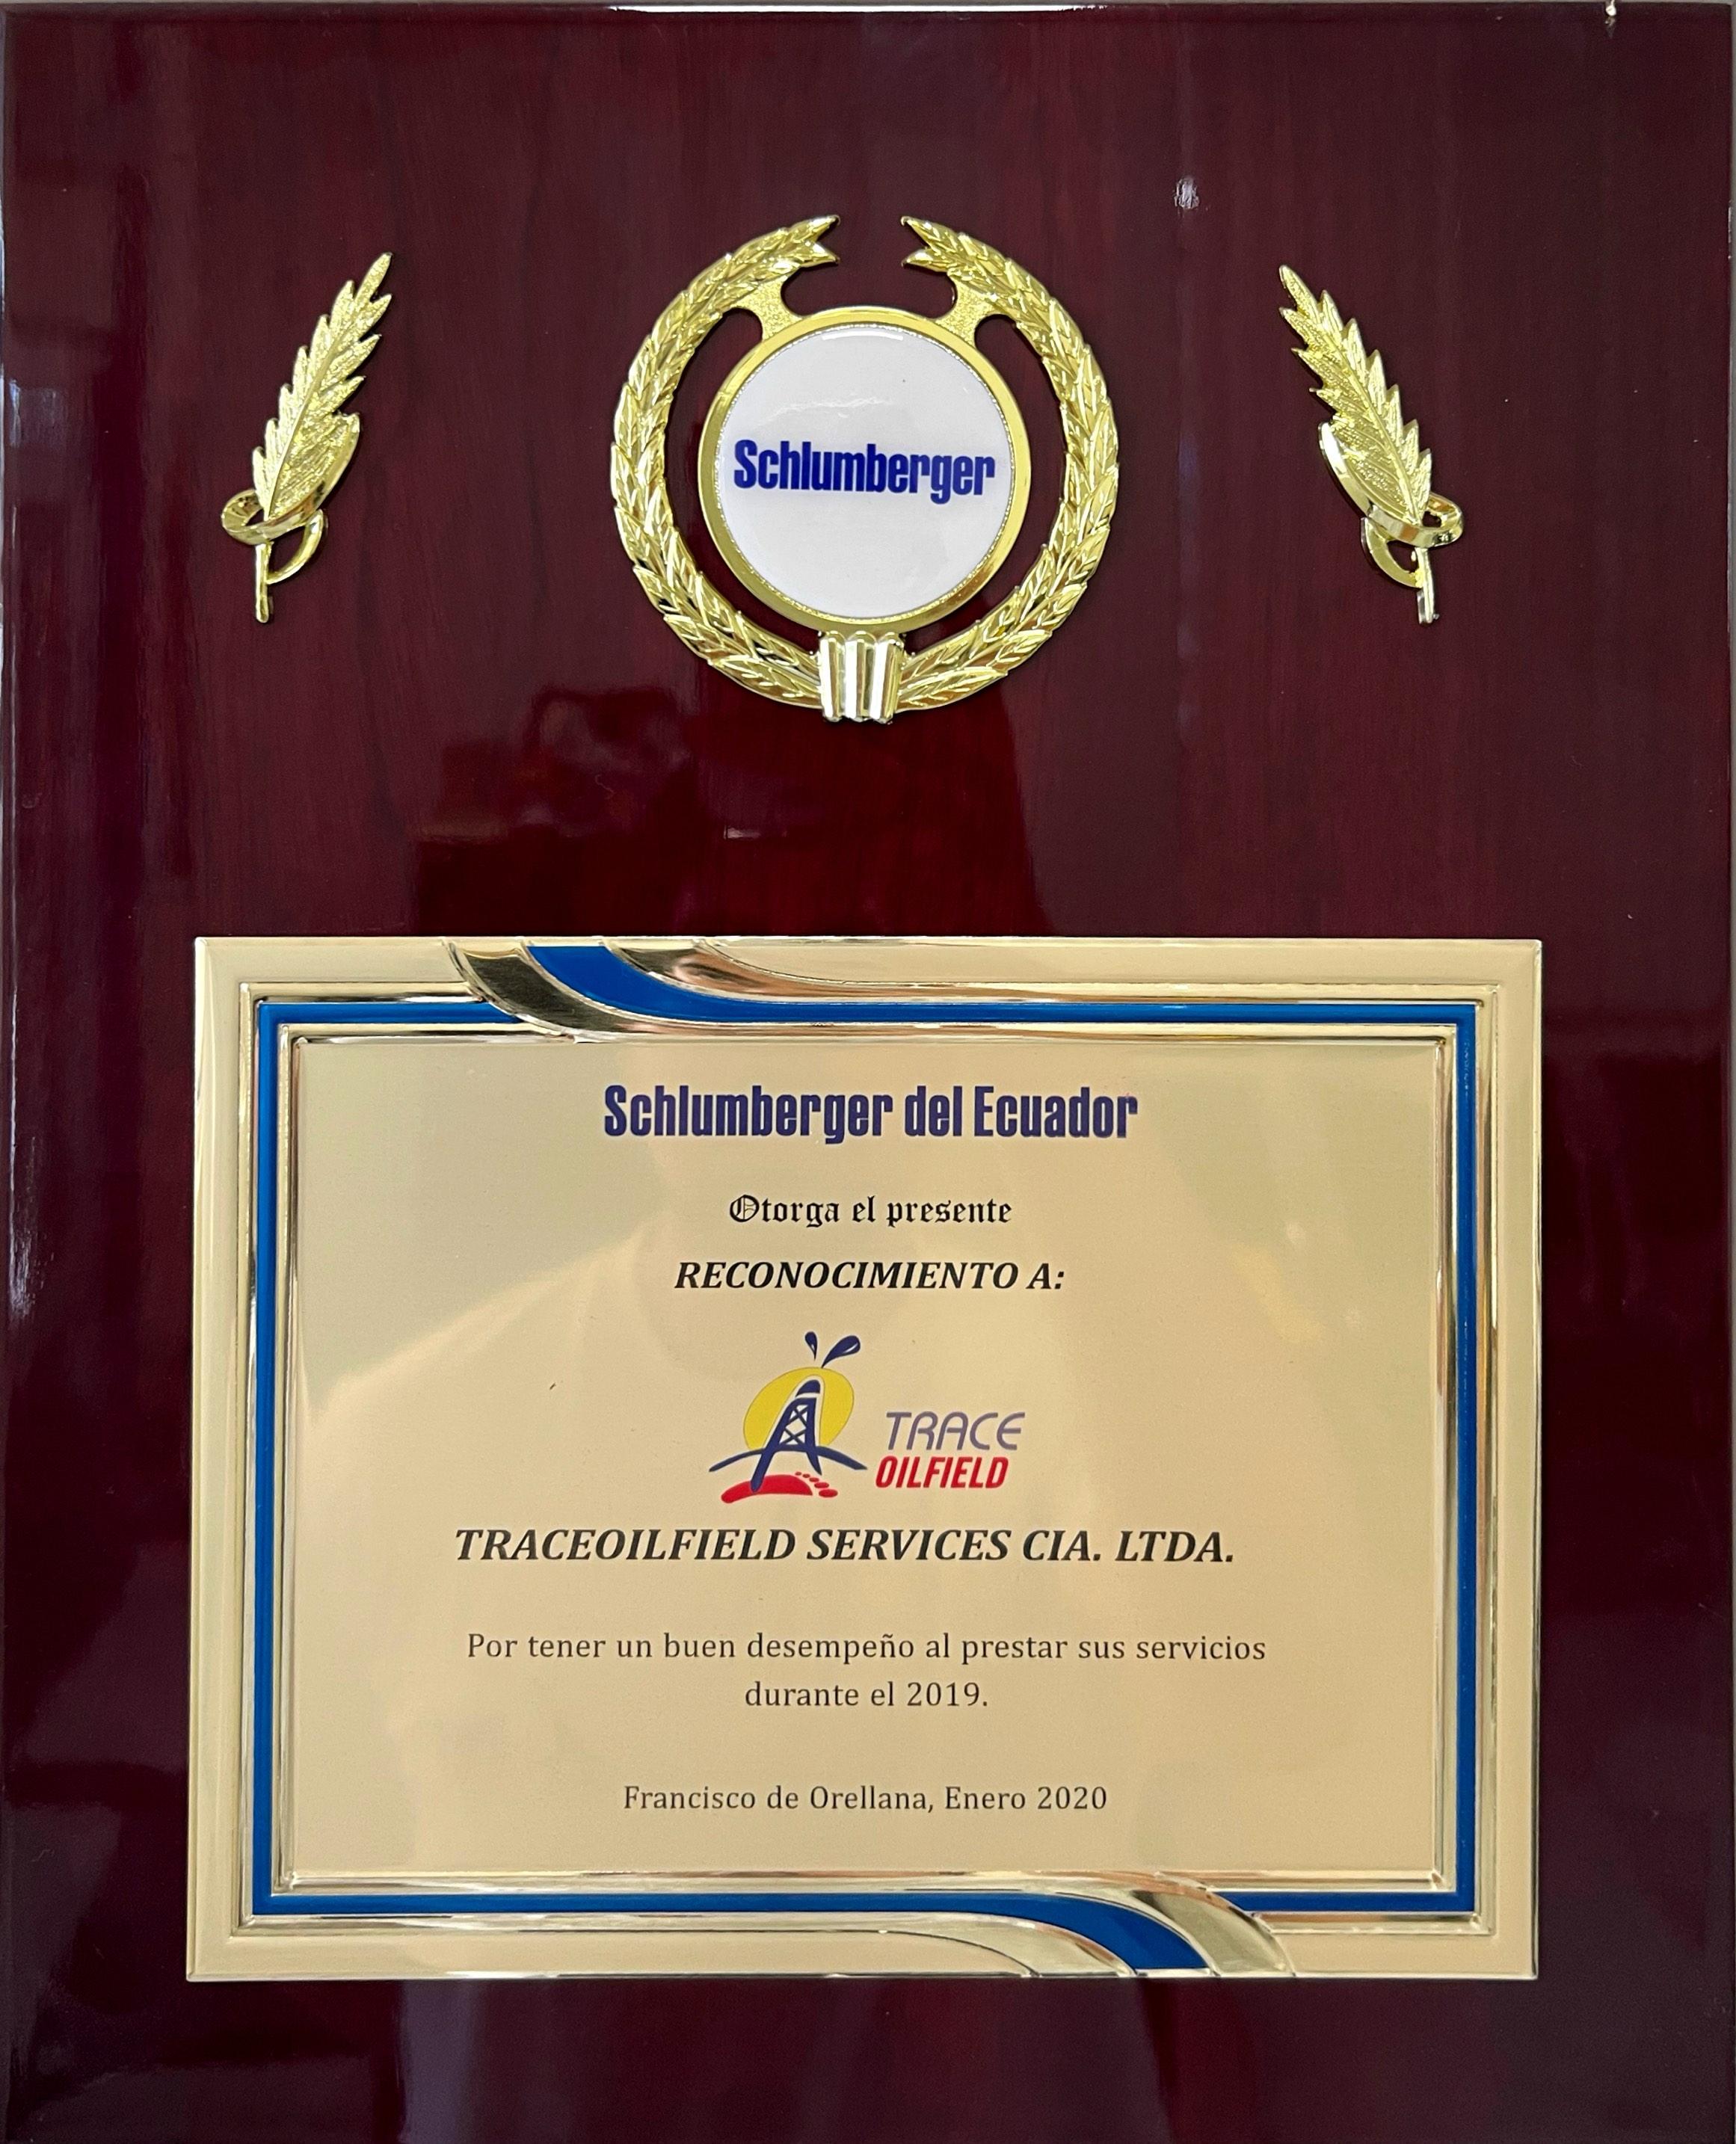 Schlumberger
Schlumberger del Ecuador
Otorga el presente
RECONOCIMIENTO A:
TRACE
OILFIELD
TRACEOILFIELD SERVICES CIA. LTDA.
Por tener un buen desempeño al prestar sus servicios
durante el 2019.
Francisco de Orellana, Enero 2020